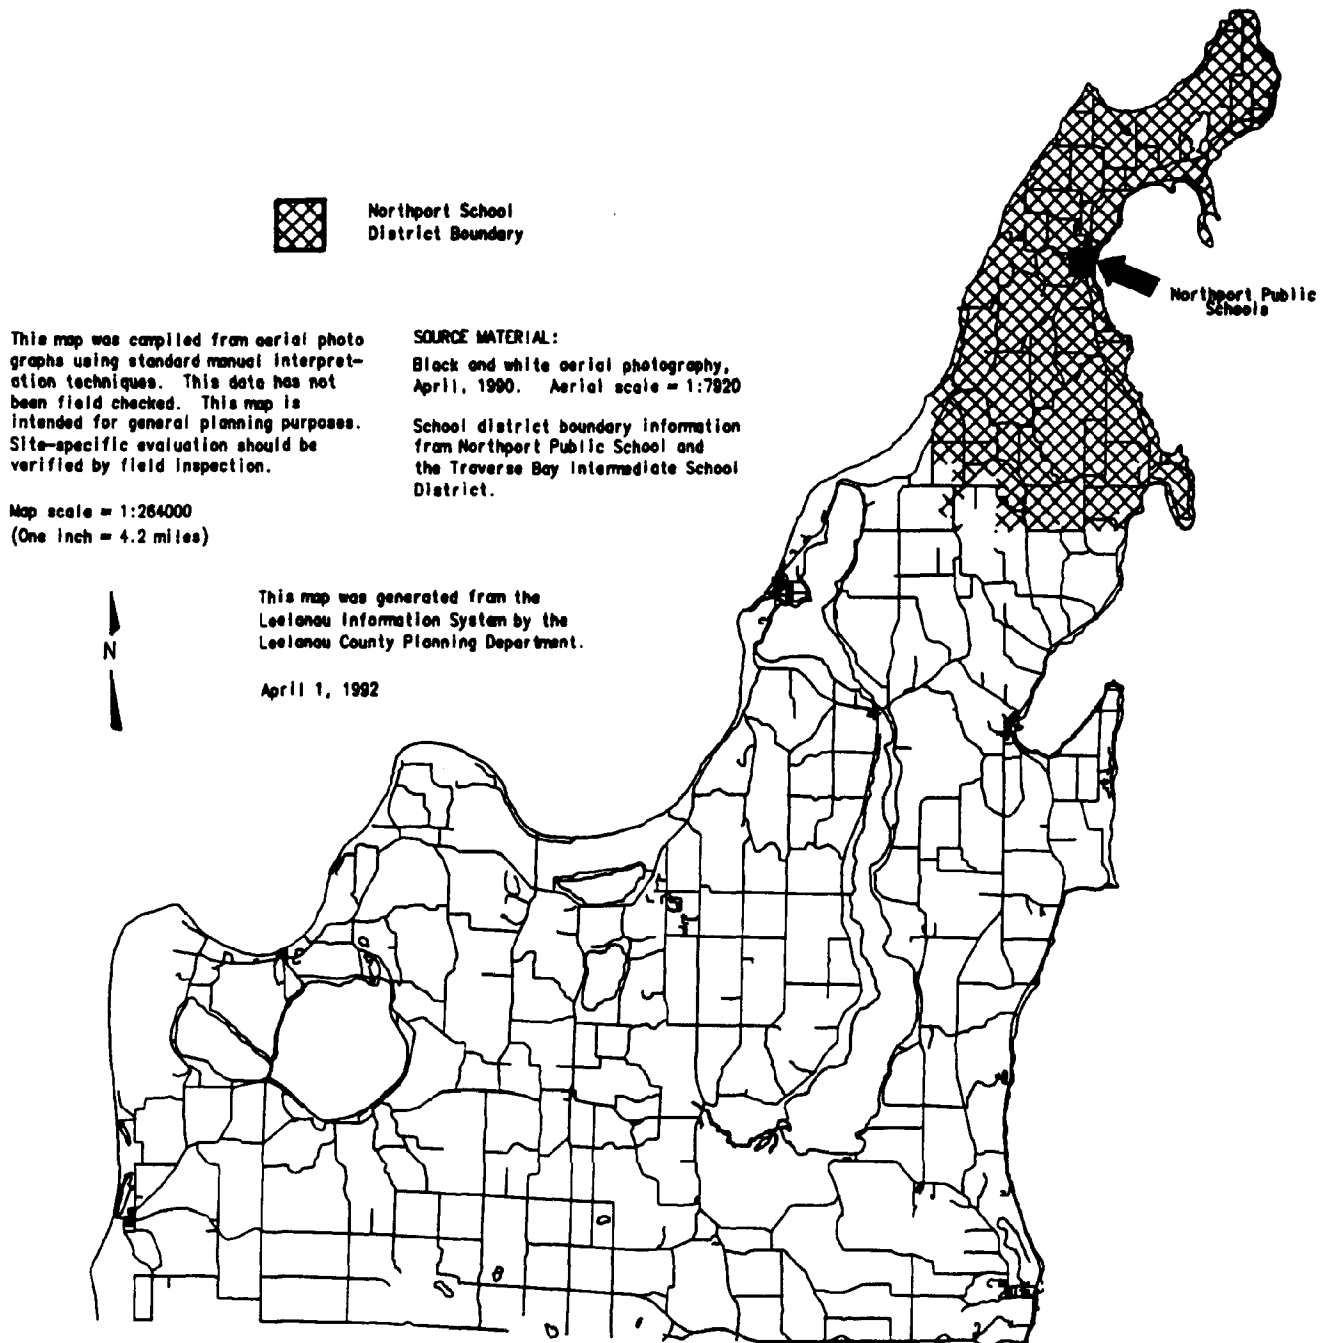 Northport School
District Boundary
Northport Public
Schools
This map was compiled from aerial photo
graphs using standard manual interpret-
ation techniques. This data has not
been field checked. This map is
intended for general planning purposes.
Site-specific evaluation should be
verified by field inspection.
Map scale = 1:264000
(One inch = 4.2 miles)
SOURCE MATERIAL:
Black and white aerial photography,
April, 1990. Aerial scale = 1:7920
School district boundary information
from Northport Public School and
the Traverse Bay Intermediate School
District.
This map was generated from the
Leelanau Information System by the
Leelanau County Planning Department.
April 1, 1992
N